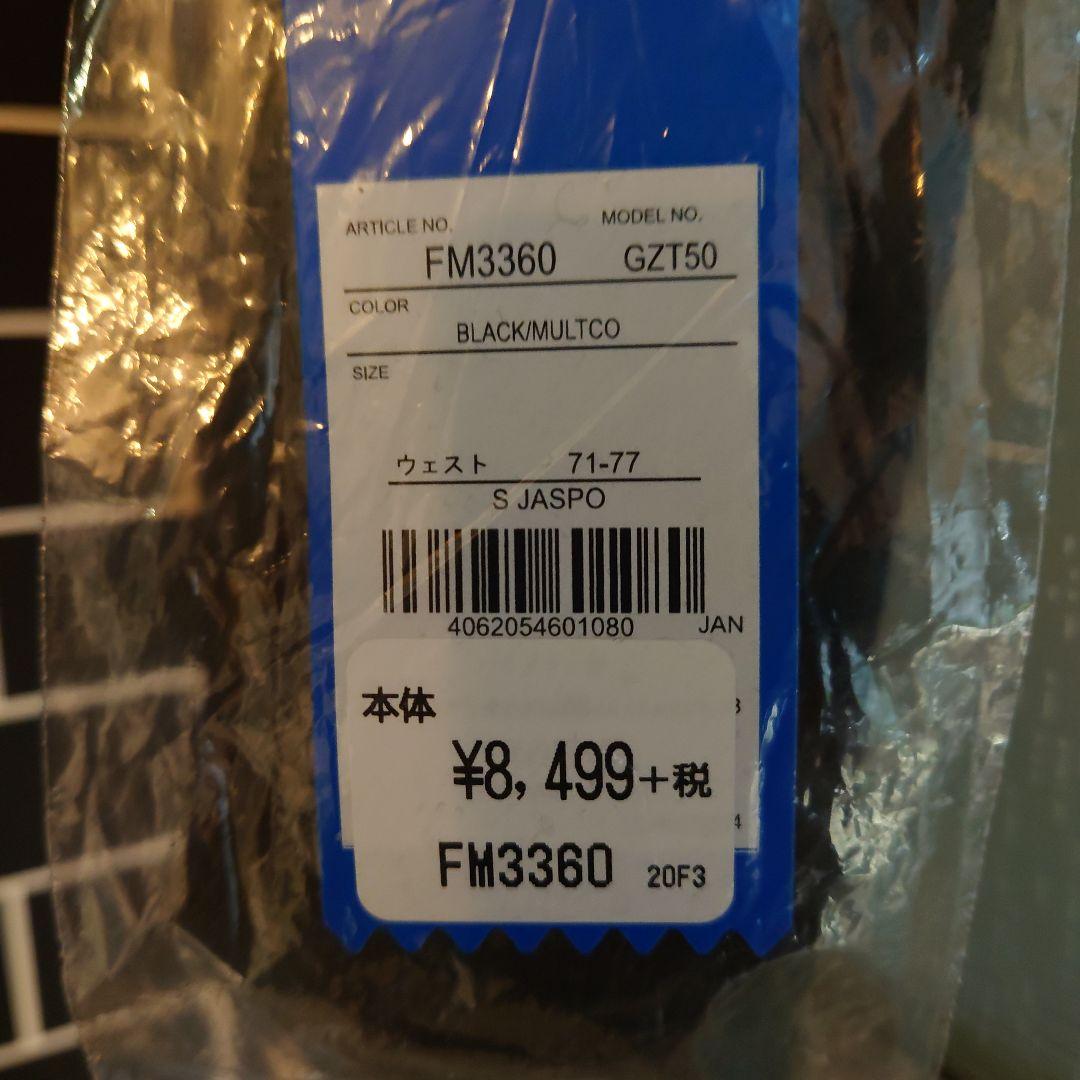 ARTICLE NO. MODEL NO.
FM3360 GZT50
COLOR
BLACK/MULTCO
SIZE
ウェスト 71-77
S JASPO
4062054601080 JAN
本体
¥8,499+税
FM3360 20F3